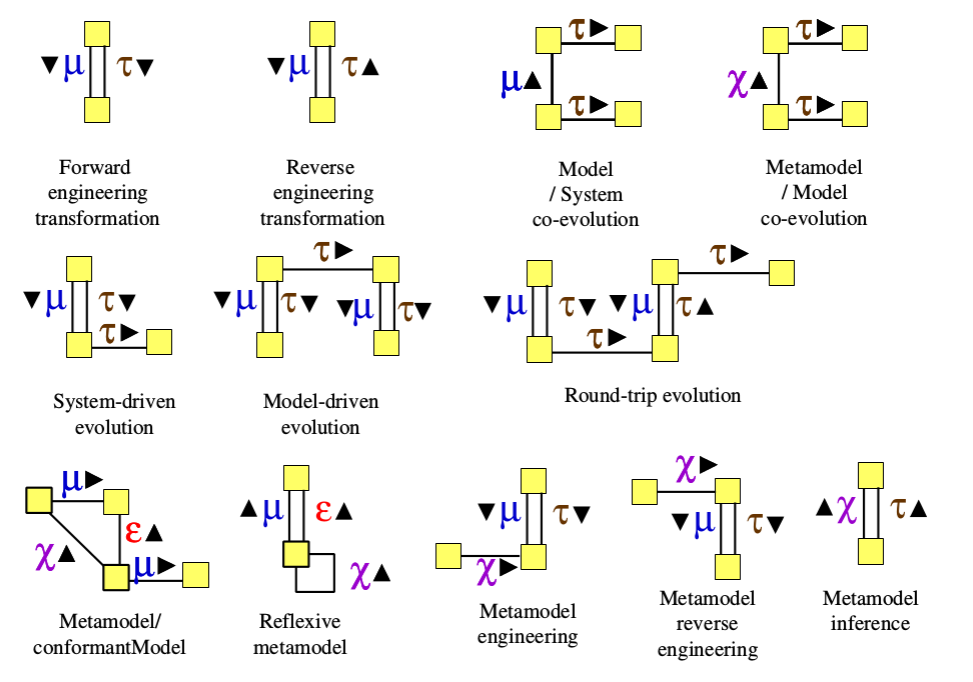 ▼μ τ▼
▼μ τ▲
τ▶
μ▲
τ▶
τ▶
χ▲
τ▶
Forward
engineering
transformation
Reverse
engineering
transformation
Model
/ System
co-evolution
Metamodel
/ Model
co-evolution
▼μ τ▼
τ▶
τ▶
▼μ τ▼ ▼μ τ▼
τ▶
▼μ τ▼ ▼μ τ▲
τ▶
System-driven
evolution
Model-driven
evolution
Round-trip evolution
μ▶
ε▲
χ▲
μ▶
▲μ ε▲
χ▲
▼μ τ▼
χ▶
χ▶
▼μ τ▼
▲χ τ▲
Metamodel/
conformantModel
Reflexive
metamodel
Metamodel
engineering
Metamodel
reverse
engineering
Metamodel
inference